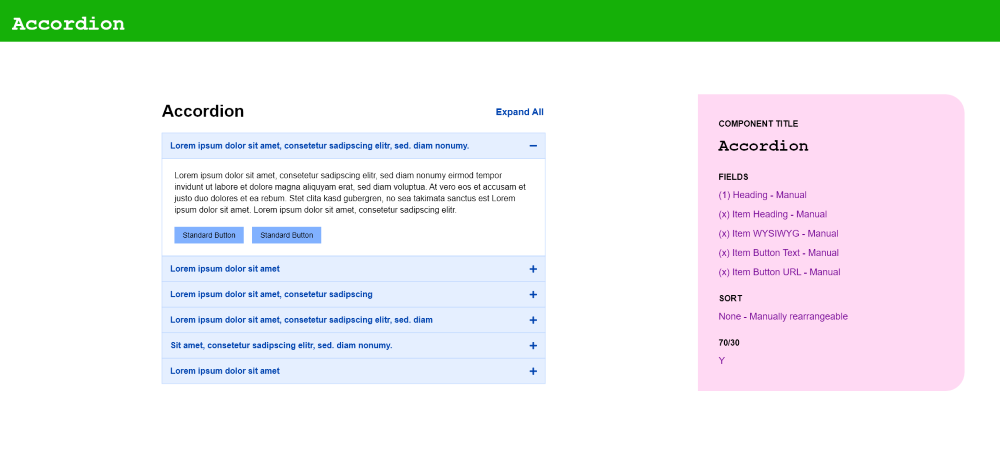 Accordion
Accordion
Expand All
Lorem ipsum dolor sit amet, consetetur sadipscing elitr, sed. diam nonumy.
Lorem ipsum dolor sit amet, consetetur sadipscing elitr, sed diam nonumy eirmod tempor
invidunt ut labore et dolore magna aliquyam erat, sed diam voluptua. At vero eos et accusam et
justo duo dolores et ea rebum. Stet clita kasd gubergren, no sea takimata sanctus est Lorem
ipsum dolor sit amet. Lorem ipsum dolor sit amet, consetetur sadipscing elitr.
Standard Button
Standard Button
Lorem ipsum dolor sit amet
Lorem ipsum dolor sit amet, consetetur sadipscing
Lorem ipsum dolor sit amet, consetetur sadipscing elitr, sed. diam
Sit amet, consetetur sadipscing elitr, sed. diam nonumy.
Lorem ipsum dolor sit amet
COMPONENT TITLE
Accordion
FIELDS
(1) Heading - Manual
(x) Item Heading - Manual
(x) Item WYSIWYG - Manual
(x) Item Button Text - Manual
(x) Item Button URL - Manual
SORT
None - Manually rearrangeable
70/30
Y